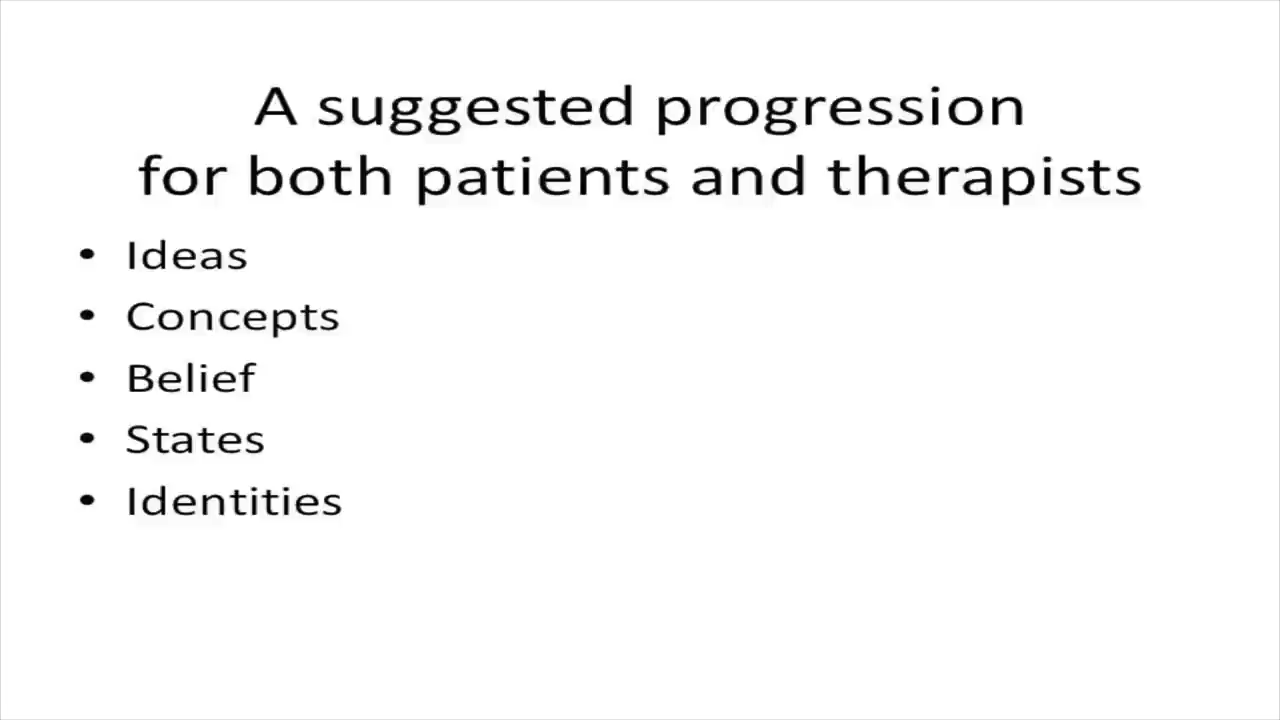 A suggested progression
for both patients and therapists
• Ideas
• Concepts
• Belief
• States
• Identities